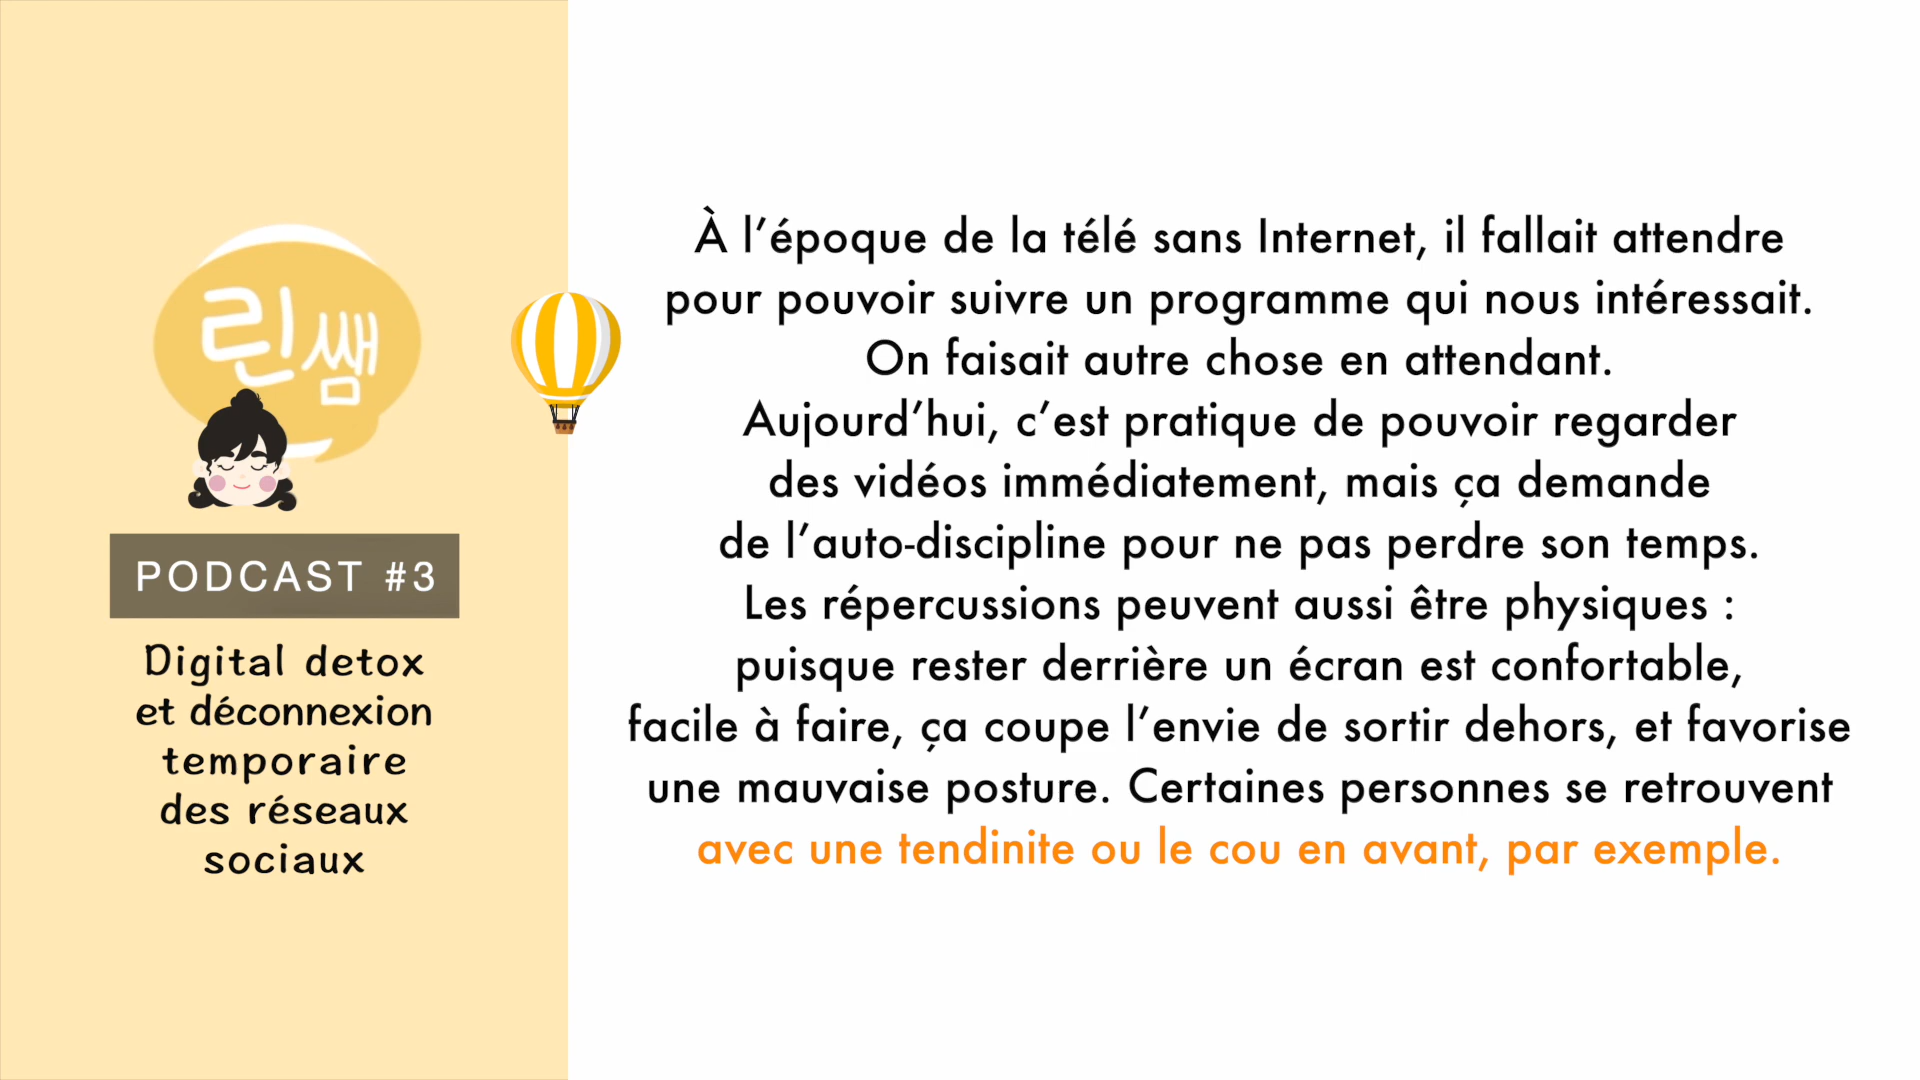 린쌤
PODCAST #3
Digital detox
et déconnexion
temporaire
des réseaux
sociaux
À l’époque de la télé sans Internet, il fallait attendre
pour pouvoir suivre un programme qui nous intéressait.
On faisait autre chose en attendant.
Aujourd’hui, c’est pratique de pouvoir regarder
des vidéos immédiatement, mais ça demande
de l’auto-discipline pour ne pas perdre son temps.
Les répercussions peuvent aussi être physiques :
puisque rester derrière un écran est confortable,
facile à faire, ça coupe l’envie de sortir dehors, et favorise
une mauvaise posture. Certaines personnes se retrouvent
avec une tendinite ou le cou en avant, par exemple.